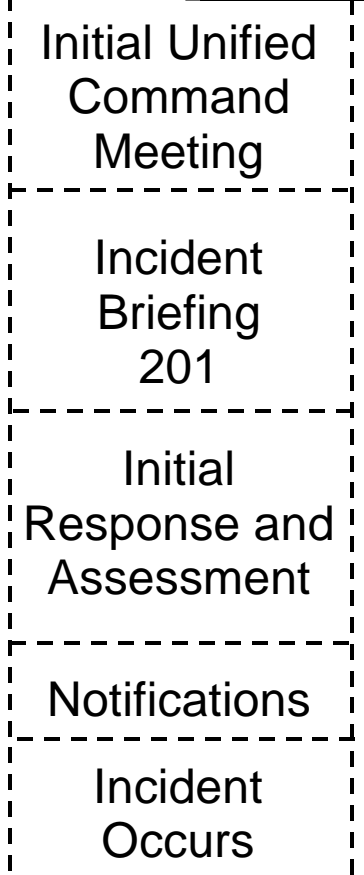 Initial Unified
Command
Meeting
Incident
Briefing
201
Initial
Response and
Assessment
Notifications
Incident
Occurs